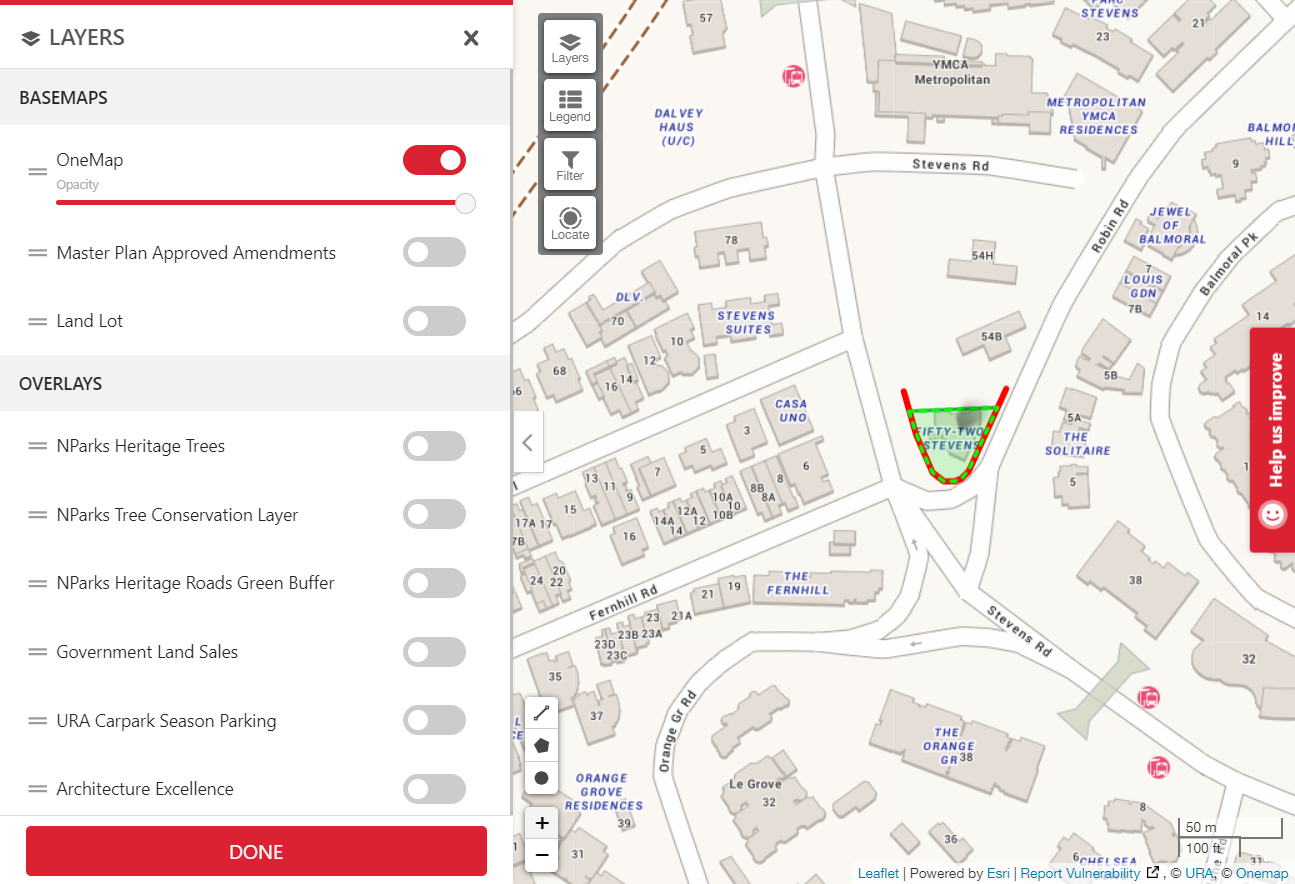 LAYERS
BASEMAPS
OneMap
Opacity
Master Plan Approved Amendments
Land Lot
OVERLAYS
NParks Heritage Trees
NParks Tree Conservation Layer
NParks Heritage Roads Green Buffer
Government Land Sales
URA Carpark Season Parking
Architecture Excellence
DONE
Layers
Legend
Filter
Locate
57
STEVENS
23
21
YMCA
Metropolitan
DALVEY
HAUS
(U/C)
METROPOLITAN
YMCA
RESIDENCES
HILL
9
Stevens Rd
Robin Rd
JEWEL
OF
BALMORAL
Balmoral Pk
78
54H
7
LOUIS
GDN
7B
DLV.
70
STEVENS
SUITES
14
54B
10
12
68
14
16
66
5B
CASA
UNO
5A
FIFTY-TWO
STEVENS
THE
SOLITAIRE
3
5
6
7
8
8B
8A
13
11
9
10A
10
10B
12A
12
14A
14
15
17A
17
7B
16
5
20
22
24
THE
FERNHILL
19
21
21A
Fernhill Rd
23
23B
23A
23D
23C
38
Stevens Rd
32
35
37
Orange Gr Rd
THE
ORANGE
GR
38
Le Grove
32
ORANGE
GROVE
RESIDENCES
39
31
8
36
6
CHELSEA
31
Help us improve
+
−
50 m
100 ft
Leaflet | Powered by Esri | Report Vulnerability , © URA, © Onemap